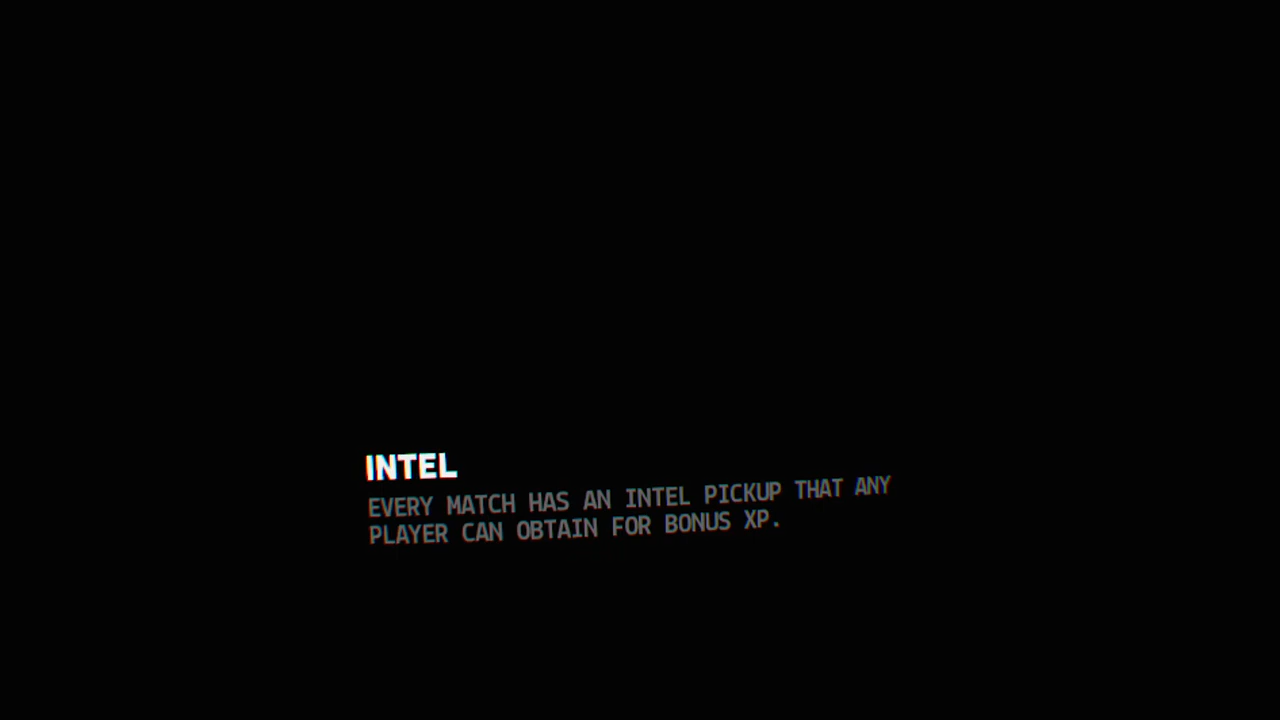 INTEL
EVERY MATCH HAS AN INTEL PICKUP THAT ANY
PLAYER CAN OBTAIN FOR BONUS XP.